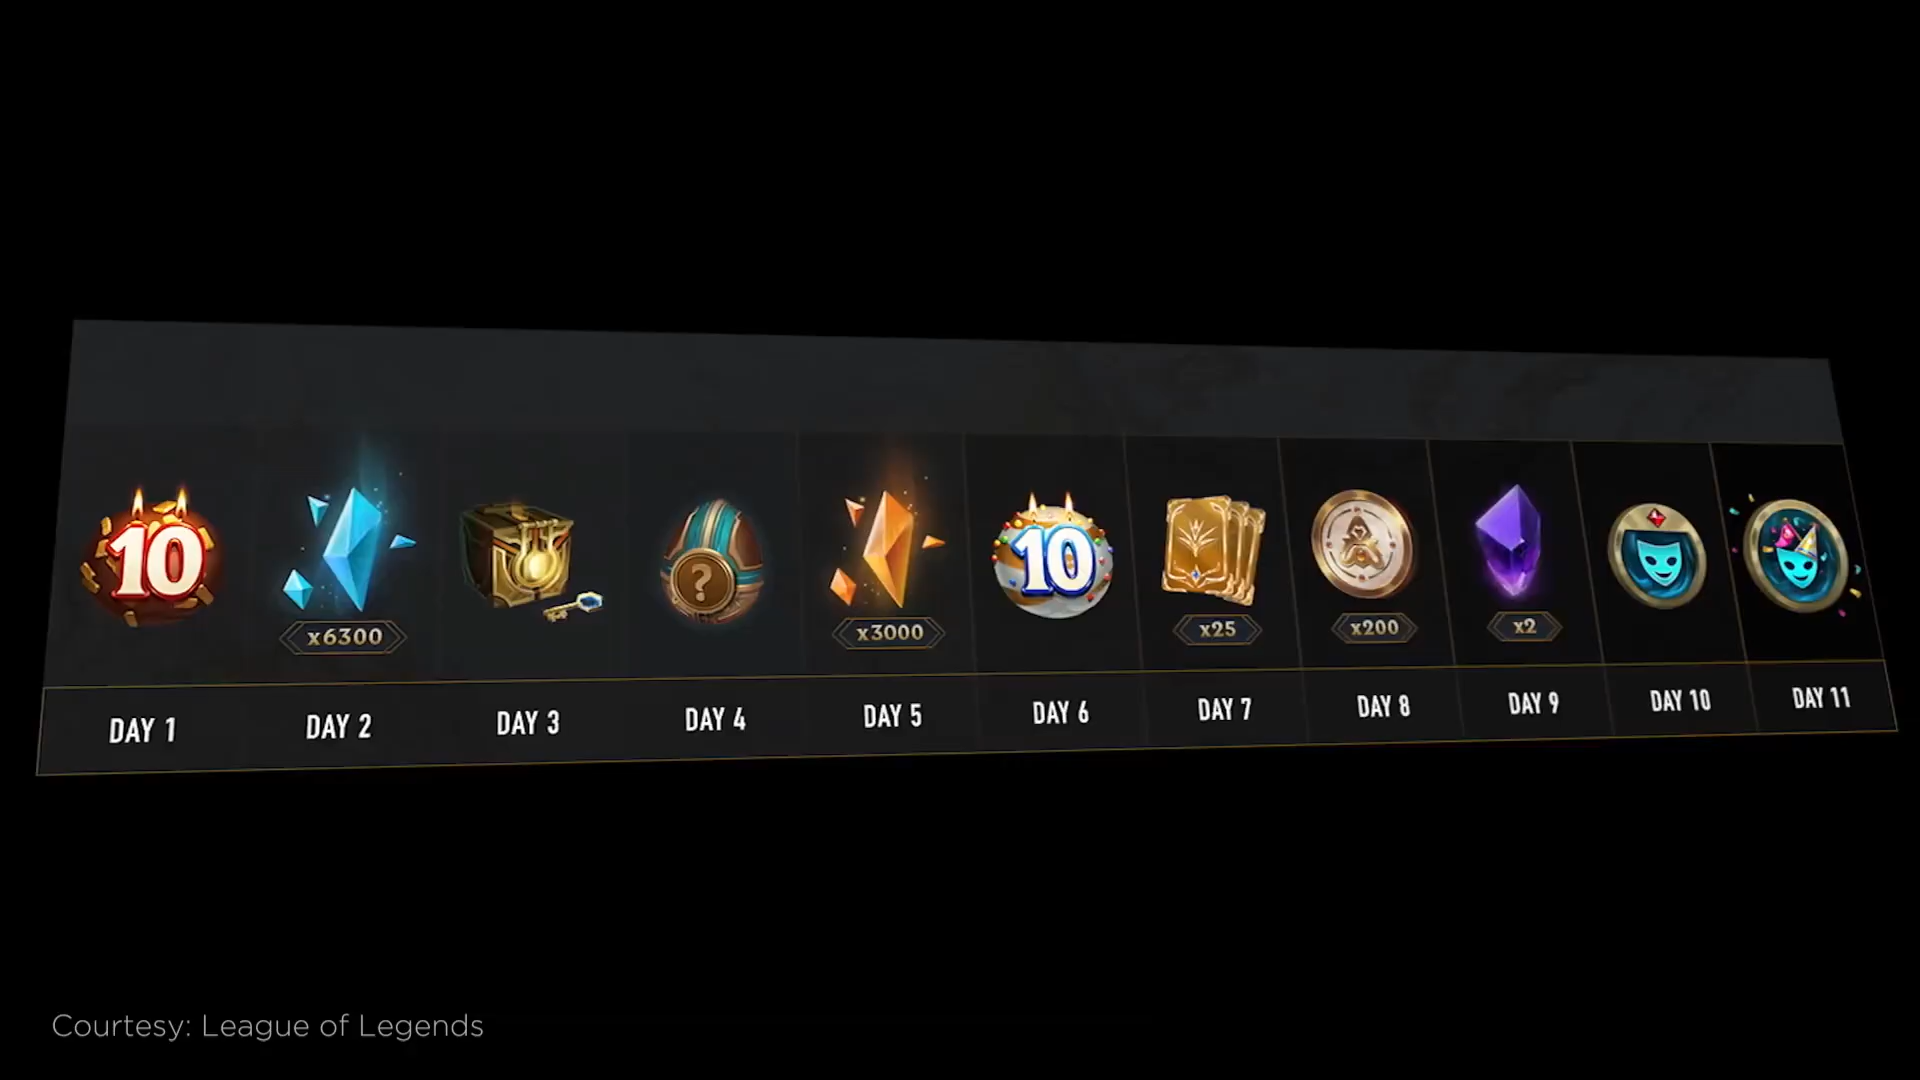 10
x6300
?
x3000
10
x25
x200
x2
DAY 1 DAY 2 DAY 3 DAY 4 DAY 5 DAY 6 DAY 7 DAY 8 DAY 9 DAY 10 DAY 11
Courtesy: League of Legends